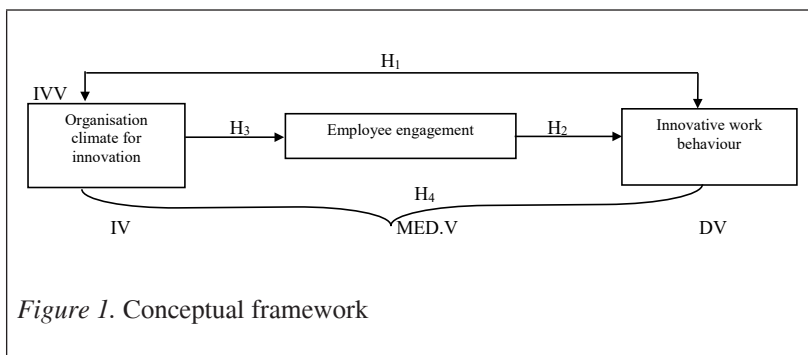 H₁
IVV
Organisation
climate for
innovation
H₃
Employee engagement
H₂
Innovative work
behaviour
H₄
IV
MED.V
DV
Figure 1. Conceptual framework